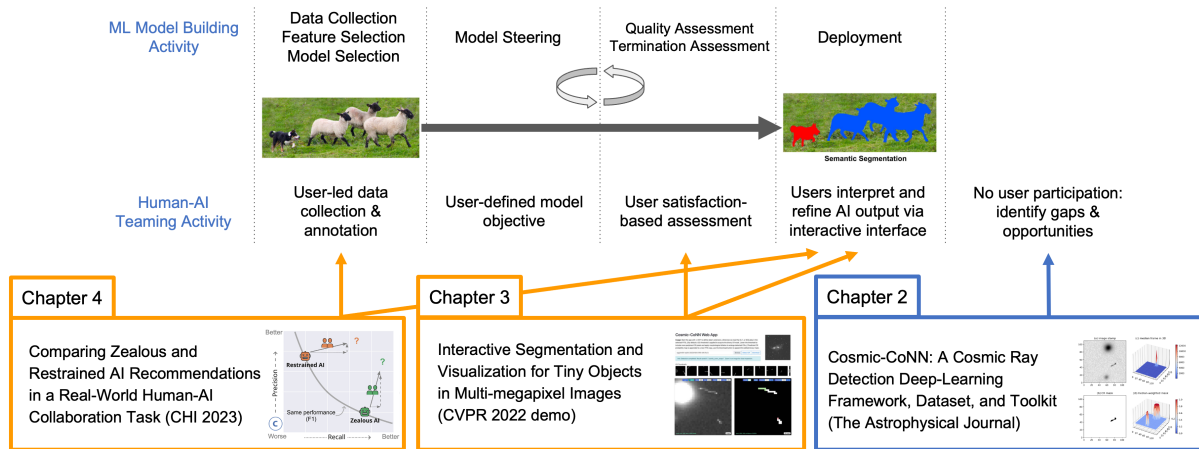 ML Model Building
Activity
Data Collection
Feature Selection
Model Selection
Model Steering
Quality Assessment
Termination Assessment
Deployment
Semantic Segmentation
Human-AI
Teaming Activity
User-led data
collection &
annotation
User-defined model
objective
User satisfaction-
based assessment
Users interpret and
refine AI output via
interactive interface
No user participation:
identify gaps &
opportunities
Chapter 4
Comparing Zealous and
Restrained AI Recommendations
in a Real-World Human-AI
Collaboration Task (CHI 2023)
Better
Precision
Worse
Restrained AI
?
?
Same performance
(F1)
Zealous AI
C
Recall
Better
Chapter 3
Interactive Segmentation and
Visualization for Tiny Objects
in Multi-megapixel Images
(CVPR 2022 demo)
Cosmic-CoNN Web App
Chapter 2
Cosmic-CoNN: A Cosmic Ray
Detection Deep-Learning
Framework, Dataset, and Toolkit
(The Astrophysical Journal)